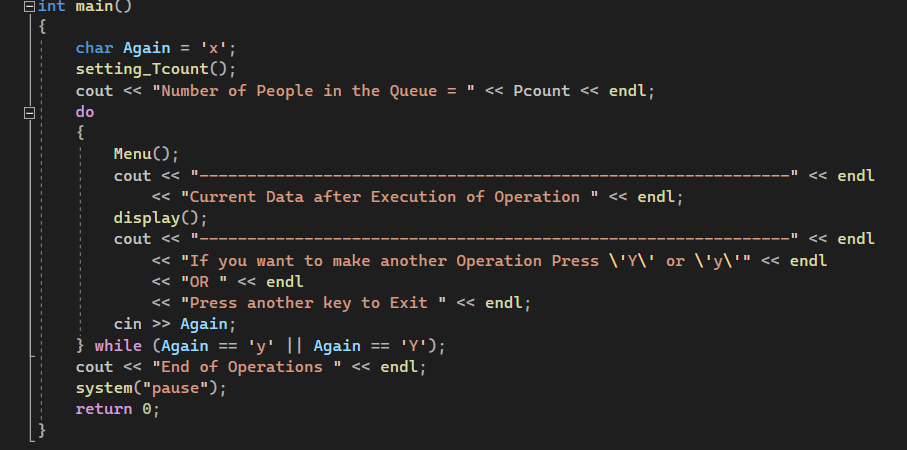 int main()
{
    char Again = 'x';
    setting_Tcount();
    cout << "Number of People in the Queue = " << Pcount << endl;
    do
    {
        Menu();
        cout << "--------------------------------------------------------------" << endl
            << "Current Data after Execution of Operation " << endl;
        display();
        cout << "--------------------------------------------------------------" << endl
            << "If you want to make another Operation Press \'Y\' or \'y\'" << endl
            << "OR " << endl
            << "Press another key to Exit " << endl;
        cin >> Again;
    } while (Again == 'y' || Again == 'Y');
    cout << "End of Operations " << endl;
    system("pause");
    return 0;
}